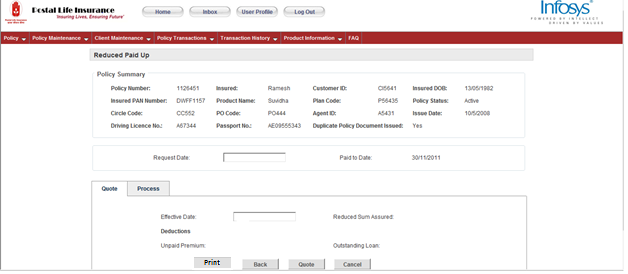 Postal Life Insurance
'Insuring Lives, Ensuring Future'
Home Inbox User Profile Log Out
Infosys®
POWERED BY INTELLECT
DRIVEN BY VALUES
Policy Policy Maintenance Client Maintenance Policy Transactions Transaction History Product Information FAQ
Reduced Paid Up
Policy Summary
Policy Number: 1126451 Insured: Ramesh Customer ID: CI5641 Insured DOB: 13/05/1982
Insured PAN Number: DWFF1157 Product Name: Suvidha Plan Code: P56435 Policy Status: Active
Circle Code: CC552 PO Code: PO444 Agent ID: A5431 Issue Date: 10/5/2008
Driving Licence No.: A67344 Passport No.: AE09555343 Duplicate Policy Document Issued: Yes
Request Date: Paid to Date: 30/11/2011
Quote Process
Effective Date: Reduced Sum Assured:
Deductions
Unpaid Premium: Outstanding Loan:
Print Back Quote Cancel